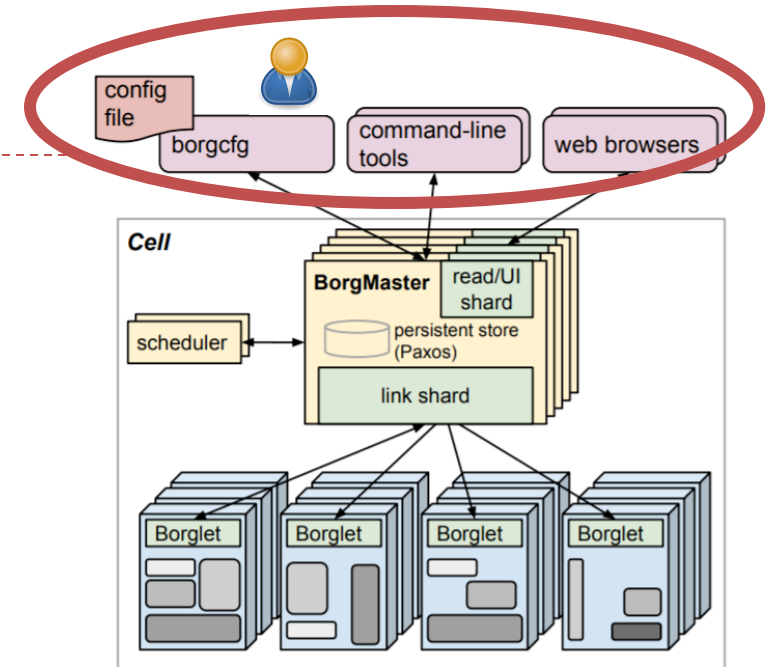 config
file
borgcfg
command-line
tools
web browsers
Cell
BorgMaster
read/UI
shard
persistent store
(Paxos)
scheduler
link shard
Borglet
Borglet
Borglet
Borglet